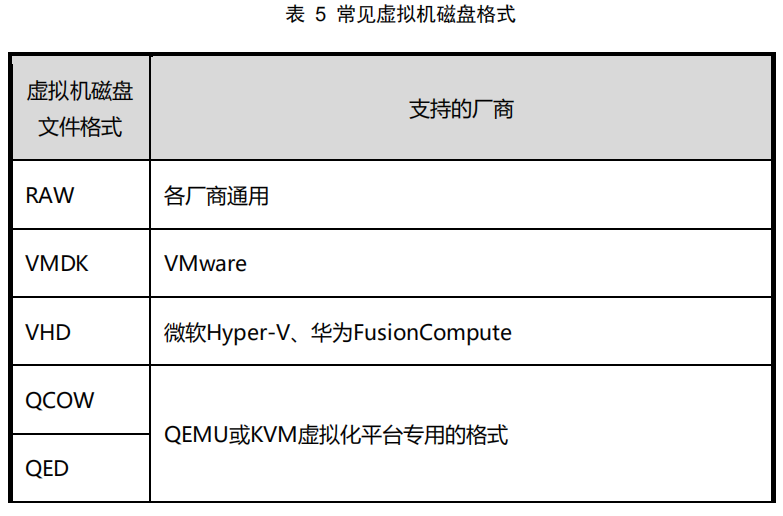 表 5 常见虚拟机磁盘格式
虚拟机磁盘
文件格式
支持的厂商
RAW
各厂商通用
VMDK
VMware
VHD
微软Hyper-V、华为FusionCompute
QCOW
QEMU或KVM虚拟化平台专用的格式
QED